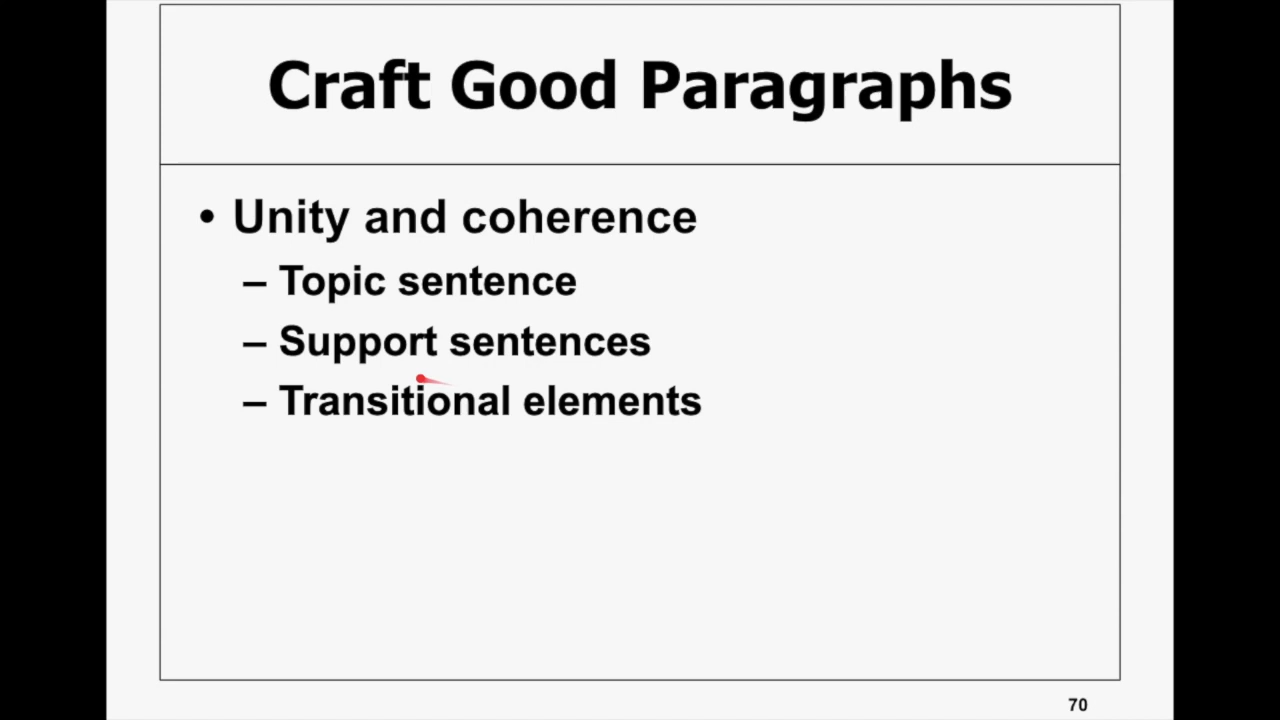 Craft Good Paragraphs
• Unity and coherence
– Topic sentence
– Support sentences
– Transitional elements
70